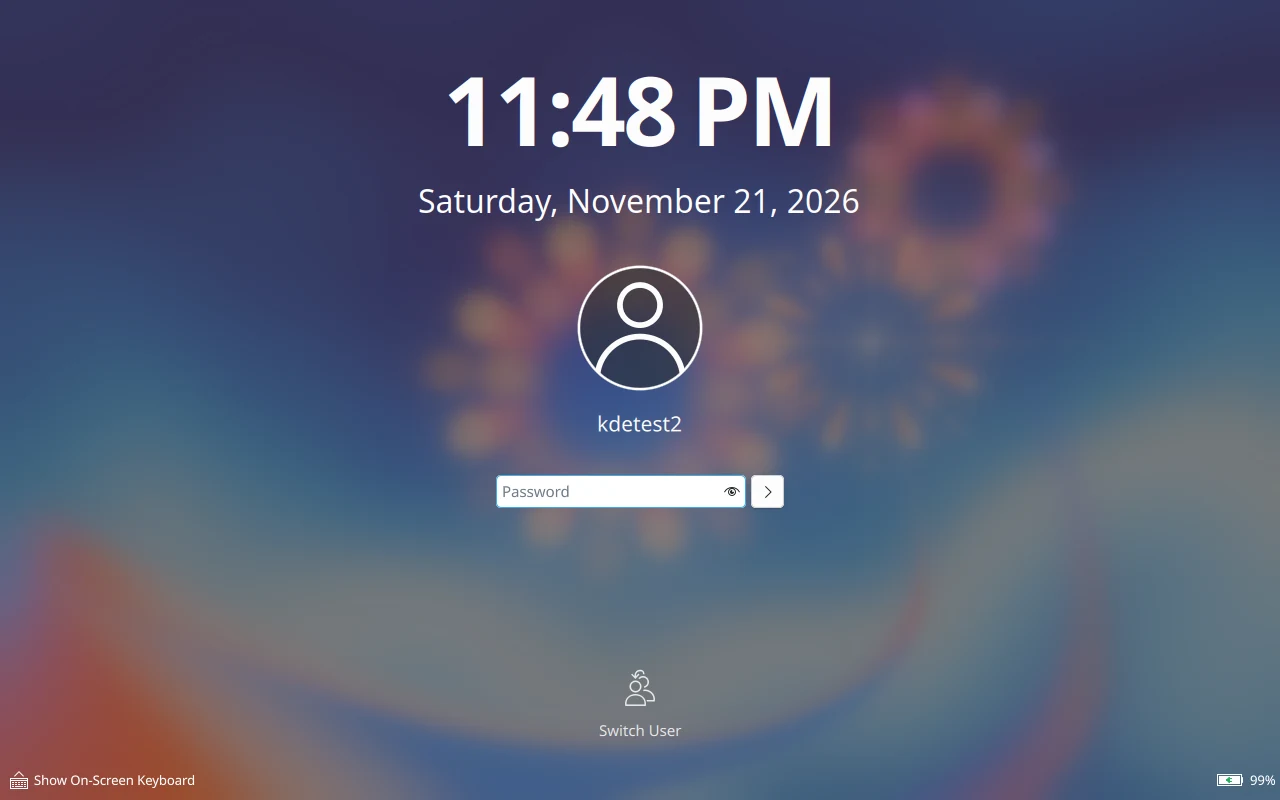 11:48 PM
Saturday, November 21, 2026
kdetest2
Password
Switch User
Show On-Screen Keyboard
99%